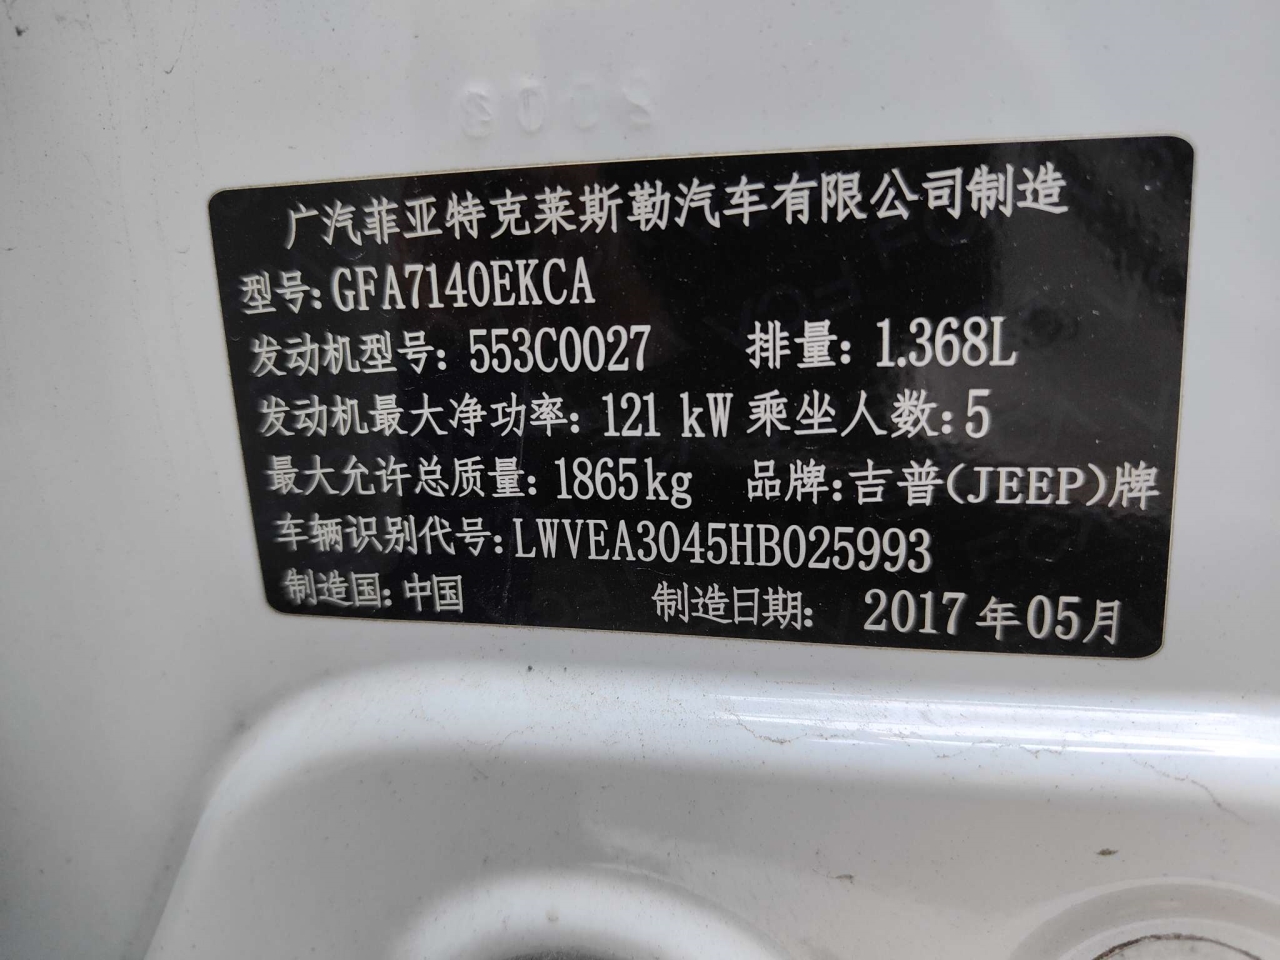 广汽菲亚特克莱斯勒汽车有限公司制造
型号: GFA7140EKCA
发动机型号: 553C0027 排量: 1.368L
发动机最大净功率: 121 kW 乘坐人数: 5
最大允许总质量: 1865kg 品牌: 吉普(JEEP)牌
车辆识别代号: LWVEA3045HB025993
制造国: 中国 制造日期: 2017年05月